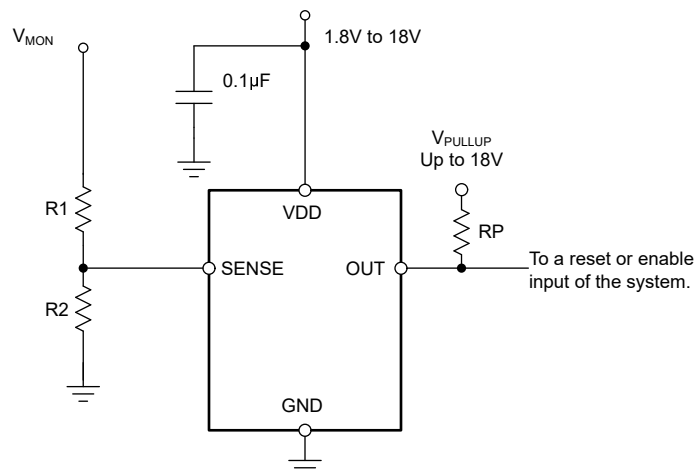 1.8V to 18V
VMON
0.1µF
VPULLUP
Up to 18V
R1
VDD
RP
SENSE
OUT
To a reset or enable
input of the system.
R2
GND